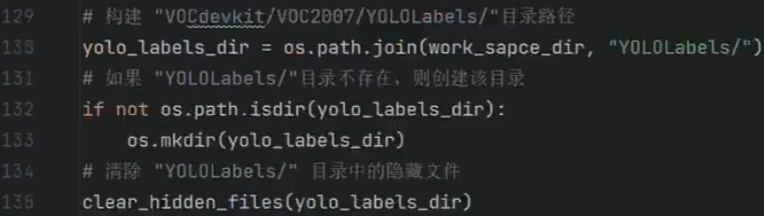 129 # 构建 "VOCdevkit/VOC2007/YOLOLabels/"目录路径
130 yolo_labels_dir = os.path.join(work_sapce_dir, "YOLOLabels/")
131 # 如果 "YOLOLabels/"目录不存在，则创建该目录
132 if not os.path.isdir(yolo_labels_dir):
133 os.mkdir(yolo_labels_dir)
134 # 清除 "YOLOLabels/" 目录中的隐藏文件
135 clear_hidden_files(yolo_labels_dir)